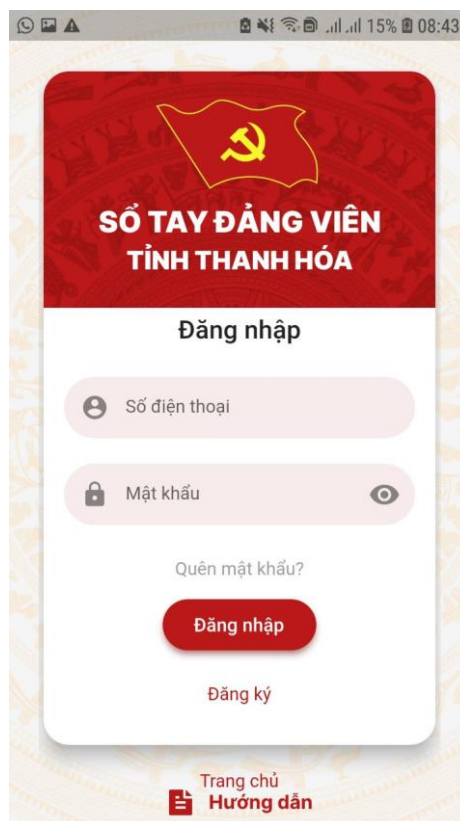 15% 08:43
SỔ TAY ĐẢNG VIÊN
TỈNH THANH HÓA
Đăng nhập
Số điện thoại
Mật khẩu
Quên mật khẩu?
Đăng nhập
Đăng ký
Trang chủ
Hướng dẫn